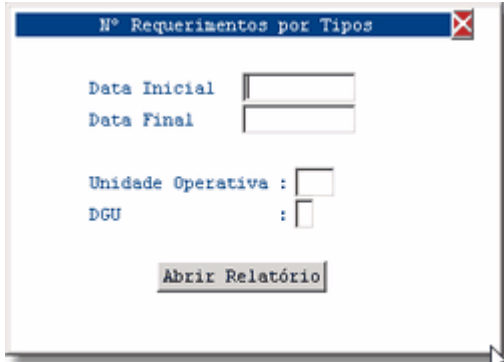 Nº Requerimentos por Tipos
Data Inicial
Data Final
Unidade Operativa :
DGU :
Abrir Relatório